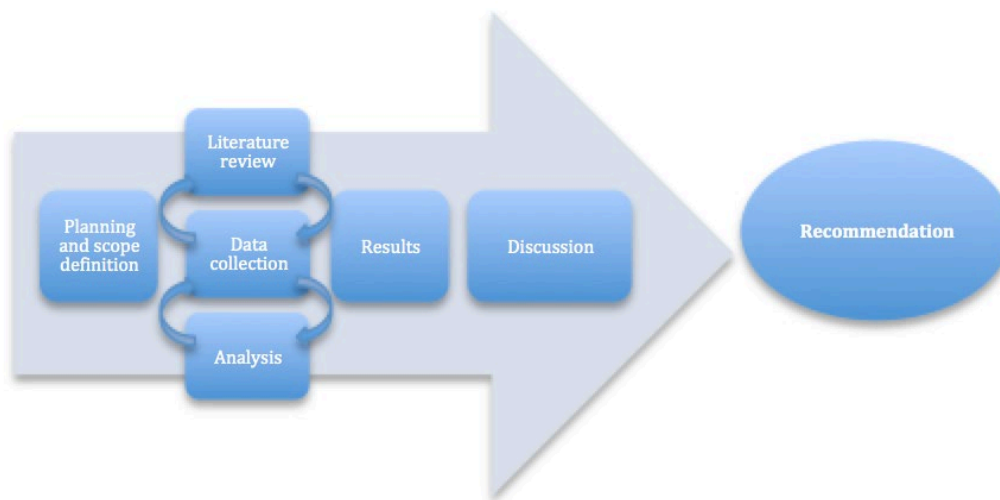 Literature
review
Planning
and scope
definition
Data
collection
Results
Discussion
Recommendation
Analysis